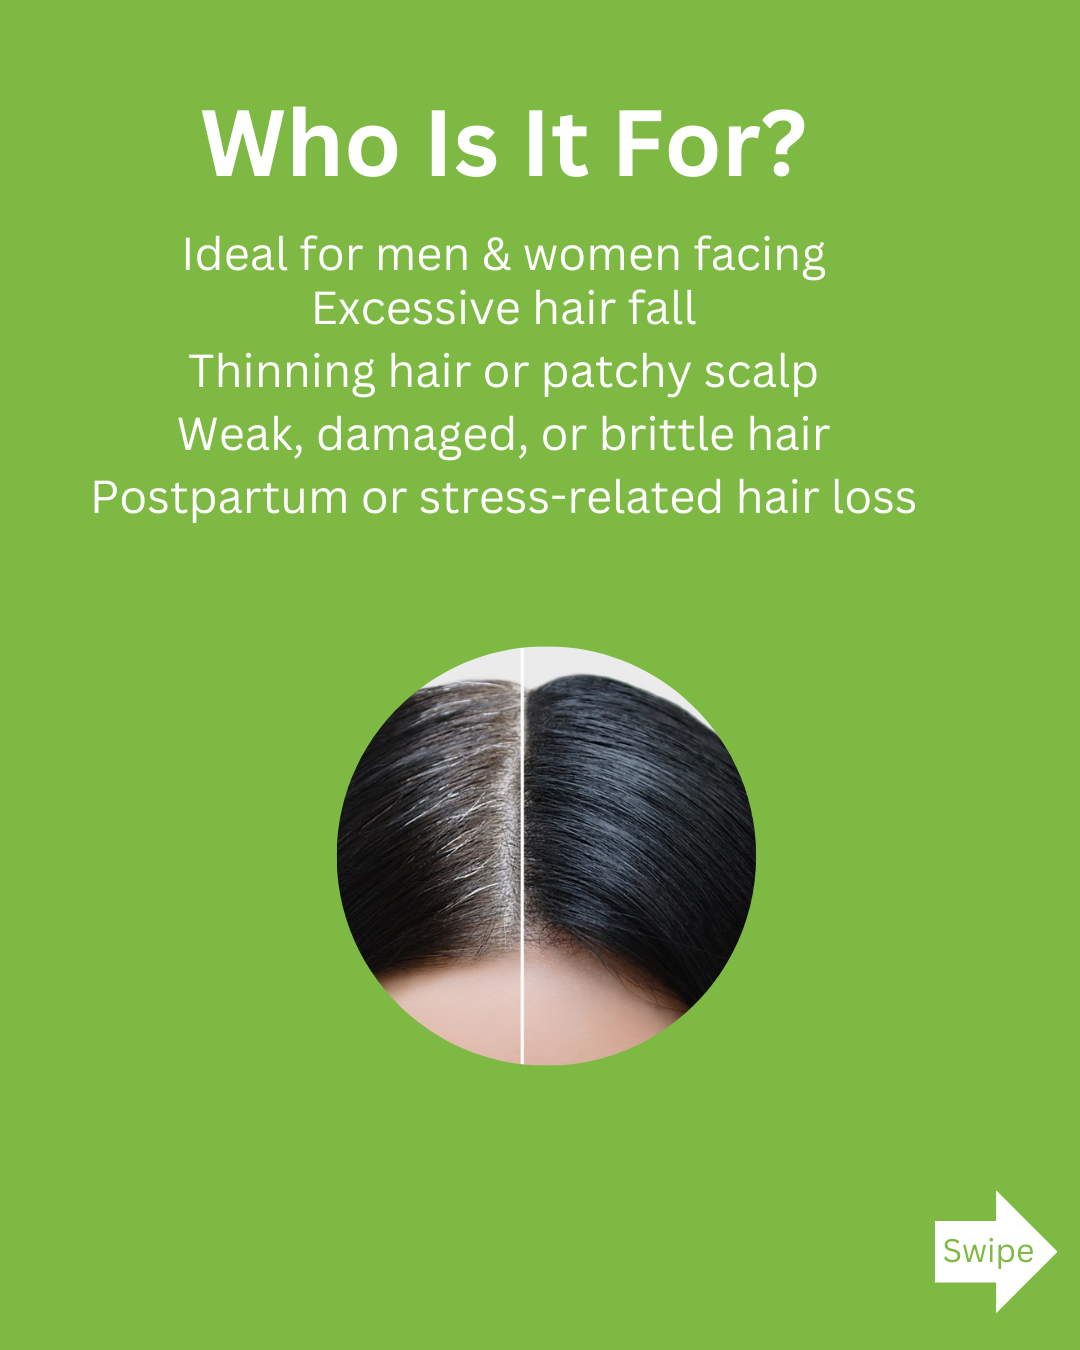 Who Is It For?
Ideal for men & women facing
Excessive hair fall
Thinning hair or patchy scalp
Weak, damaged, or brittle hair
Postpartum or stress-related hair loss
Swipe